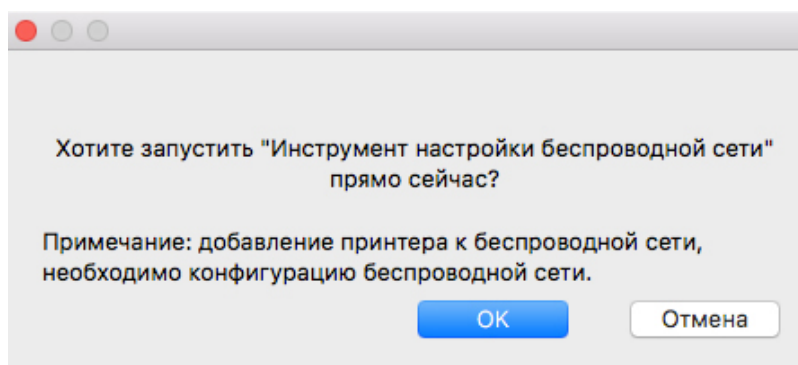 Хотите запустить "Инструмент настройки беспроводной сети"
прямо сейчас?
Примечание: добавление принтера к беспроводной сети,
необходимо конфигурацию беспроводной сети.
OK
Отмена